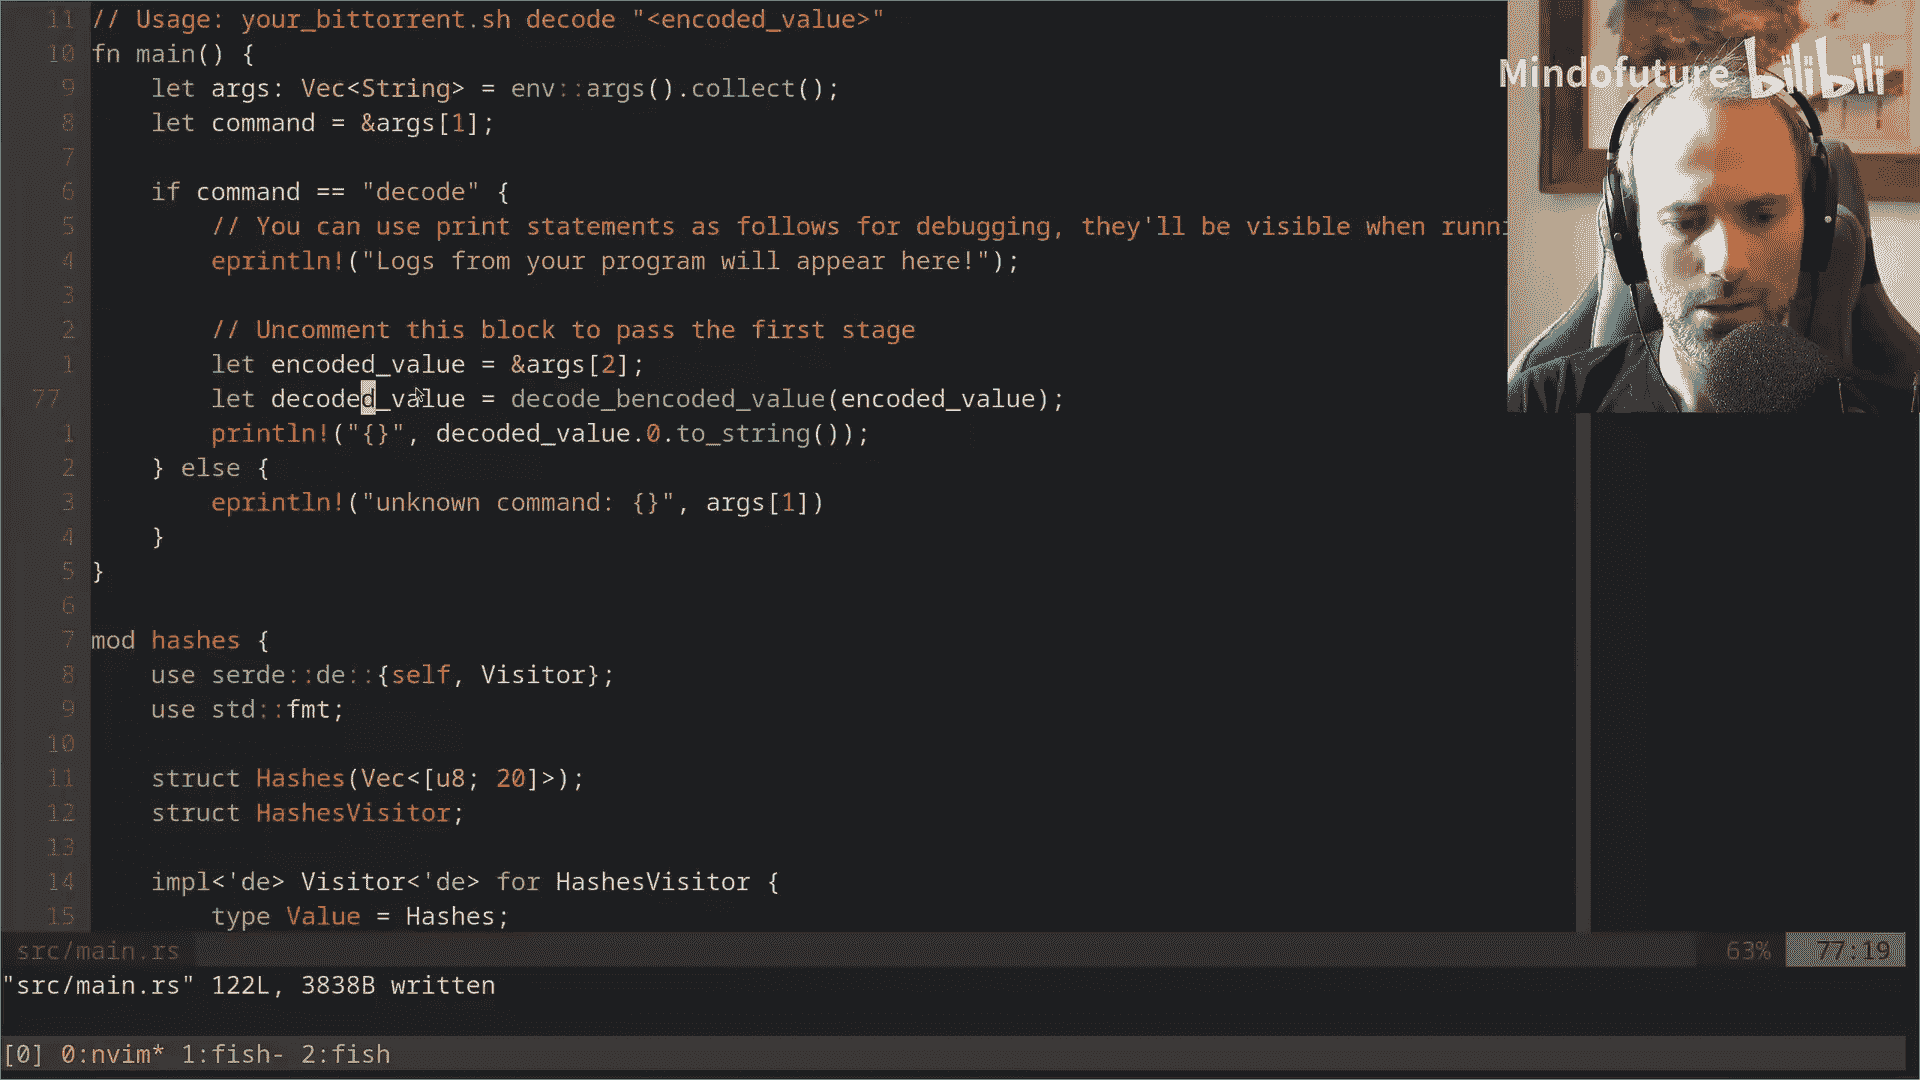 11 // Usage: your_bittorrent.sh decode "<encoded_value>"
10 fn main() {
9 let args: Vec<String> = env::args().collect();
8 let command = &args[1];
7
6 if command == "decode" {
5 // You can use print statements as follows for debugging, they'll be visible when runni
4 eprintln!("Logs from your program will appear here!");
3
2 // Uncomment this block to pass the first stage
1 let encoded_value = &args[2];
77 let decoded_value = decode_bencoded_value(encoded_value);
1 println!("{}", decoded_value.0.to_string());
2 } else {
3 eprintln!("unknown command: {}", args[1])
4 }
5 }
6
7 mod hashes {
8 use serde::de::{self, Visitor};
9 use std::fmt;
10
11 struct Hashes(Vec<[u8; 20]>);
12 struct HashesVisitor;
13
14 impl<'de> Visitor<'de> for HashesVisitor {
15 type Value = Hashes;
src/main.rs 63% 77:19
"src/main.rs" 122L, 3838B written
[0] 0:nvim* 1:fish- 2:fish
Mindofuture bilibili